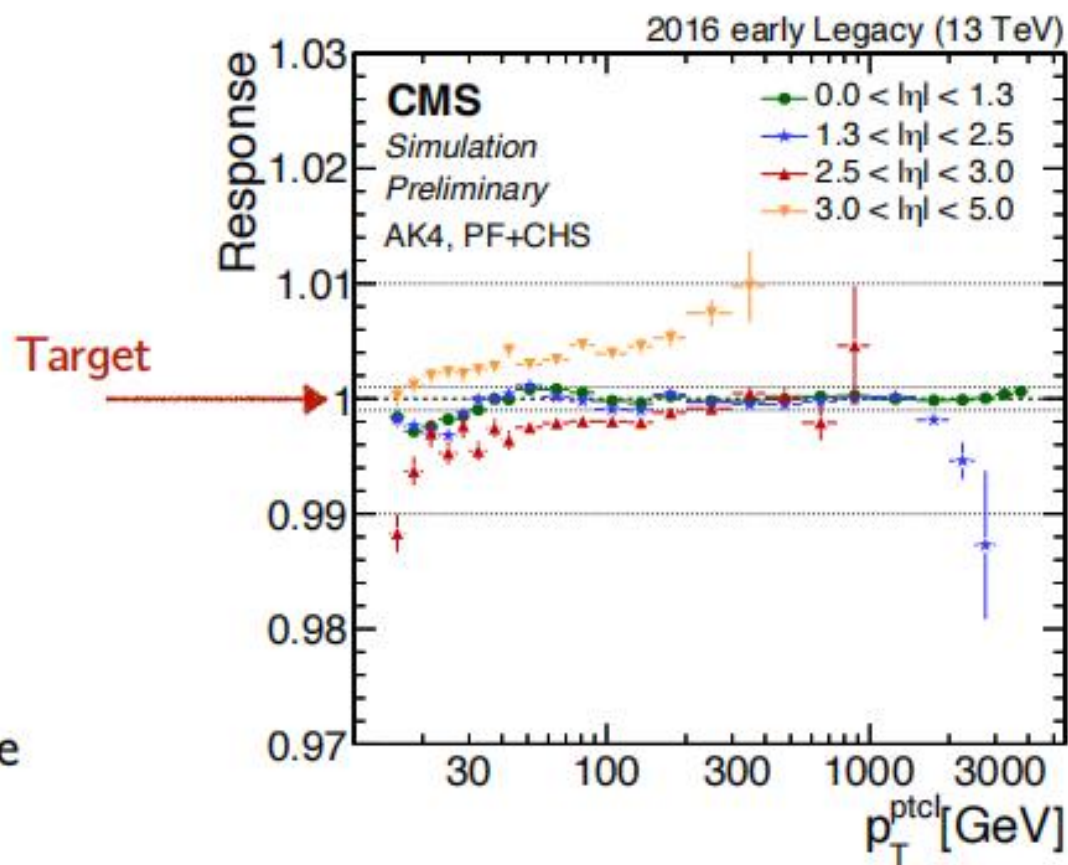 2016 early Legacy (13 TeV)
Response
1.03
1.02
1.01
1
0.99
0.98
0.97
CMS
Simulation
Preliminary
AK4, PF+CHS
0.0 < |η| < 1.3
1.3 < |η| < 2.5
2.5 < |η| < 3.0
3.0 < |η| < 5.0
Target
e
30 100 300 1000 3000
p_T^ptcl[GeV]